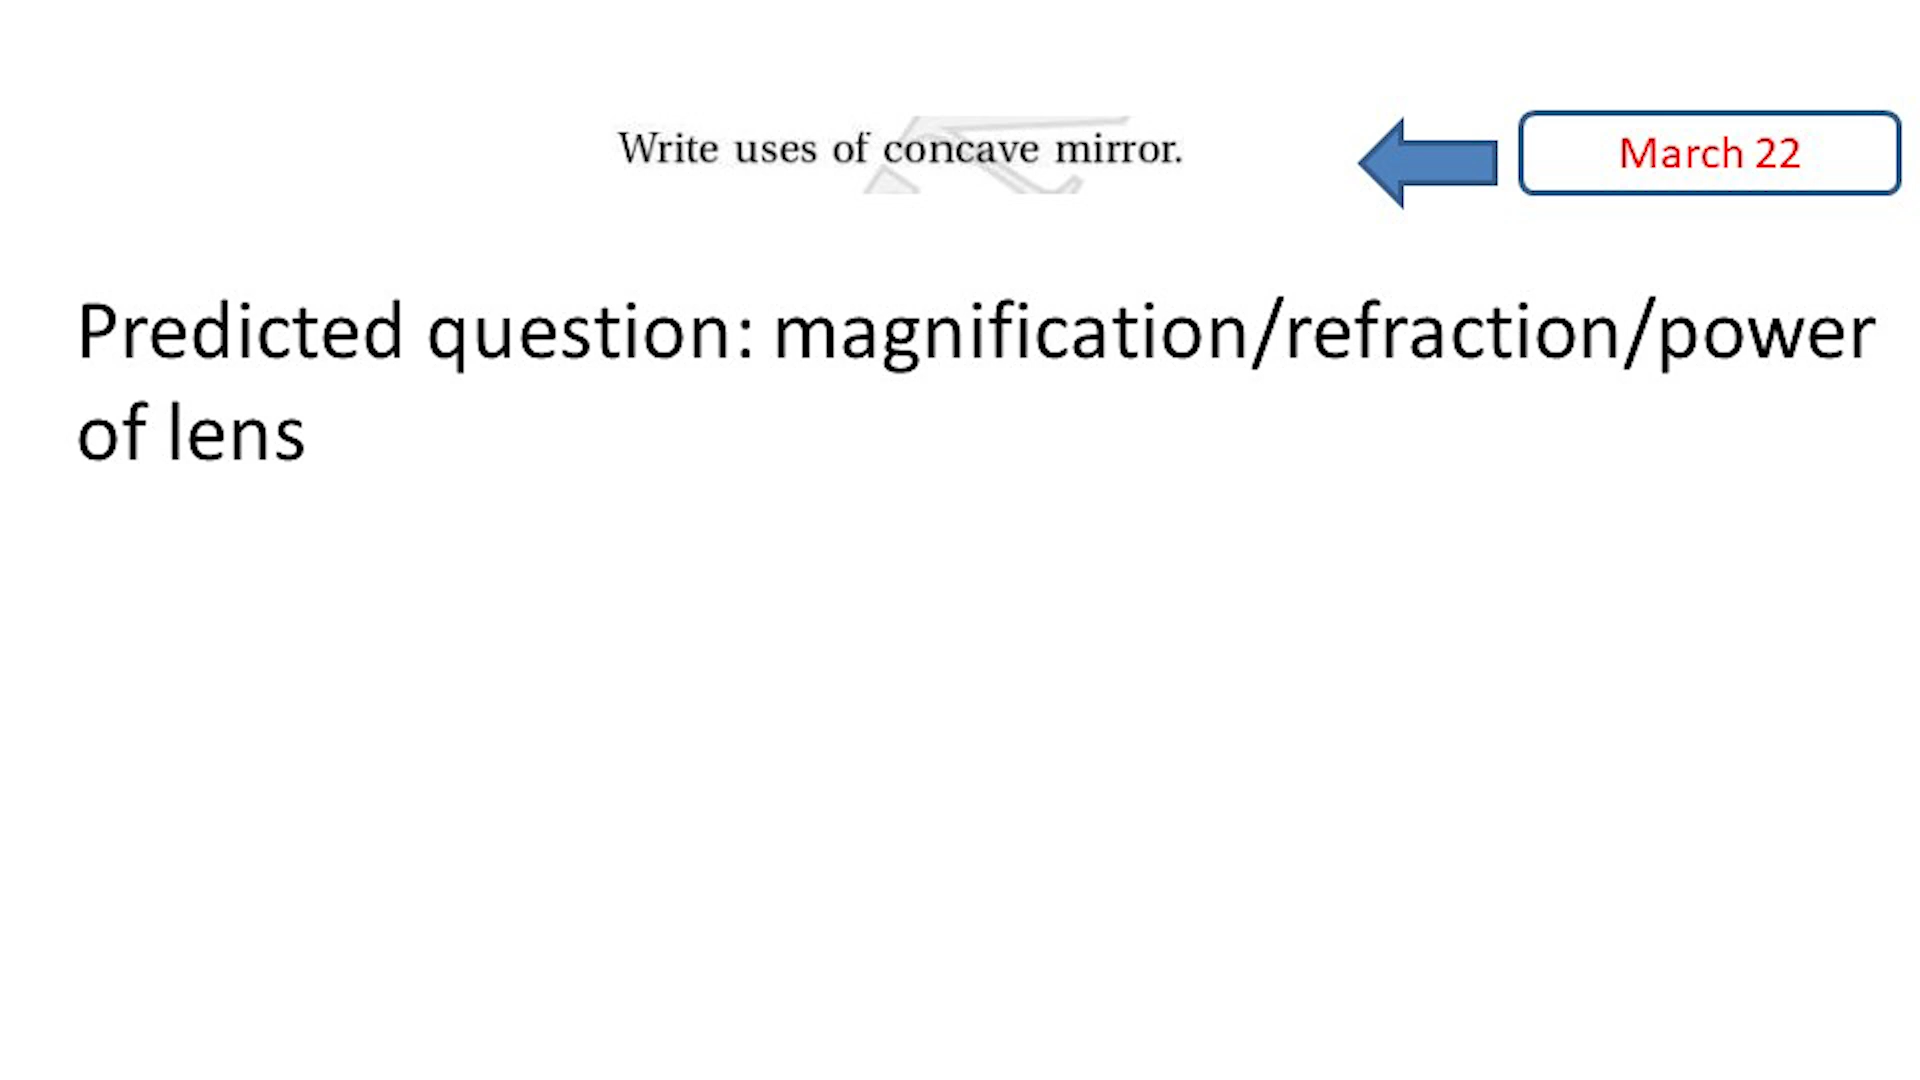 Write uses of concave mirror.
March 22
Predicted question: magnification/refraction/power
of lens